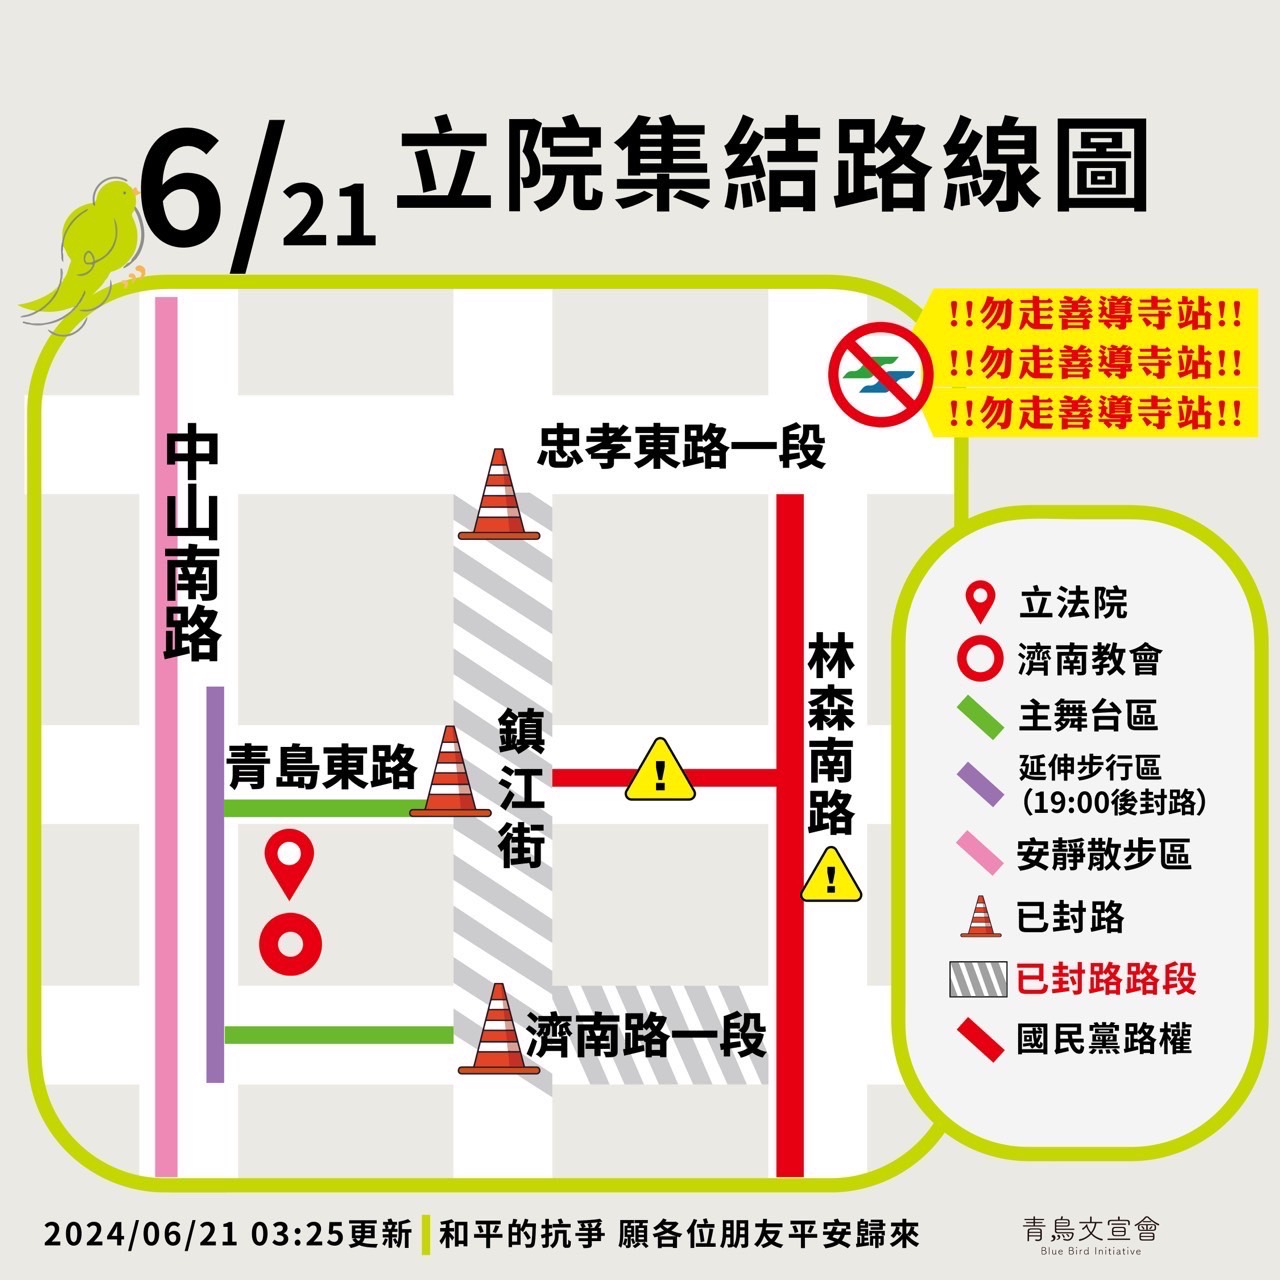 6/21 立院集結路線圖
!!勿走善導寺站!!
!!勿走善導寺站!!
!!勿走善導寺站!!
忠孝東路一段
中山南路
林森南路
鎮江街
青島東路
濟南路一段
立法院
濟南教會
主舞台區
延伸步行區
（19:00後封路）
安靜散步區
已封路
已封路路段
國民黨路權
2024/06/21 03:25更新
和平的抗爭 願各位朋友平安歸來
青鳥文宣會
Blue Bird Initiative